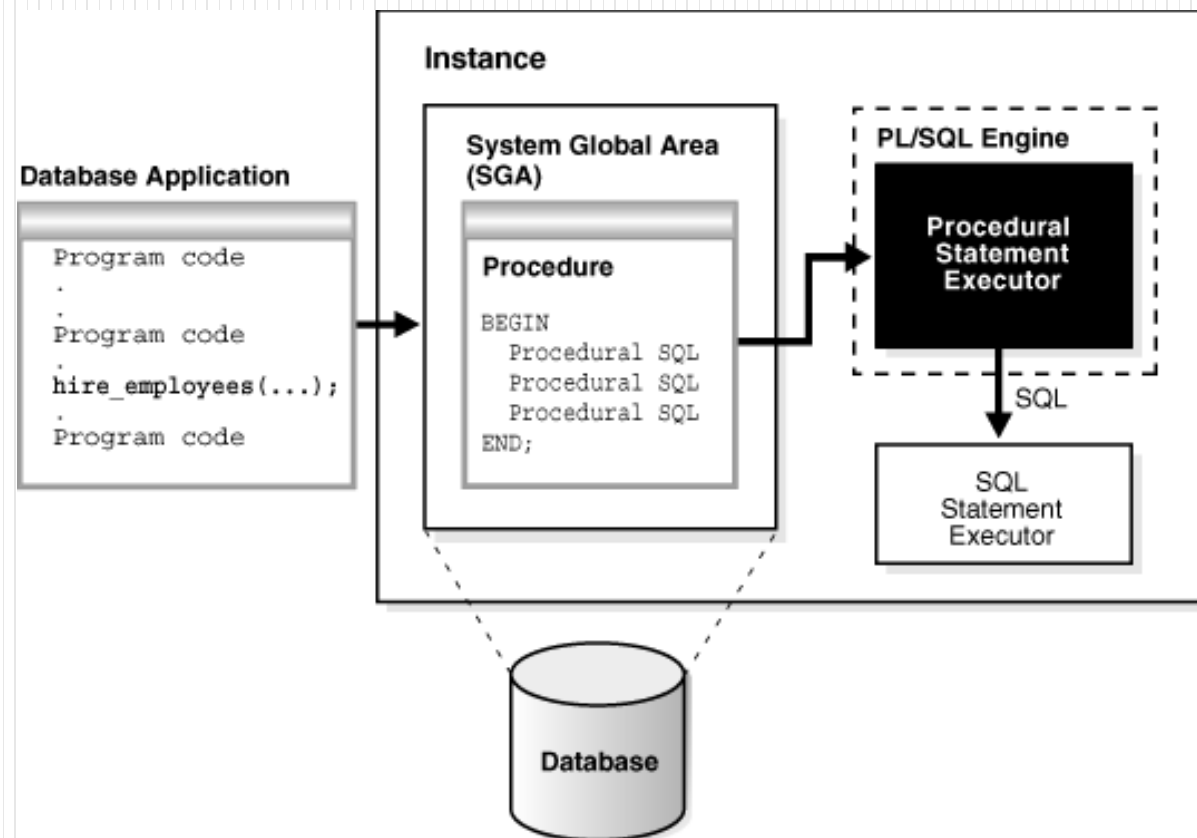 Instance
Database Application
Program code
.
.
Program code
.
hire_employees(...);
.
Program code
System Global Area
(SGA)
Procedure
BEGIN
Procedural SQL
Procedural SQL
Procedural SQL
END;
PL/SQL Engine
Procedural
Statement
Executor
SQL
SQL
Statement
Executor
Database